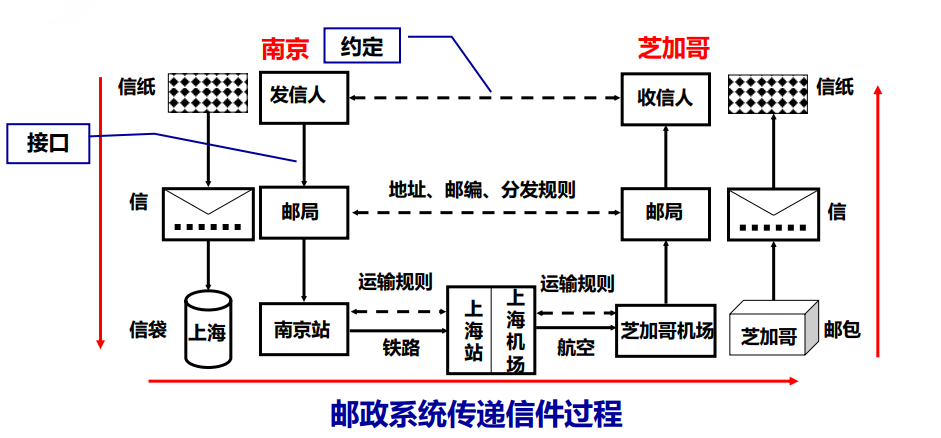 南京
约定
芝加哥
信纸
发信人
收信人
信纸
接口
信
邮局
地址、邮编、分发规则
邮局
信
运输规则
运输规则
信袋
上海
南京站
上海站
上海机场
芝加哥机场
芝加哥
邮包
铁路
航空
邮政系统传递信件过程